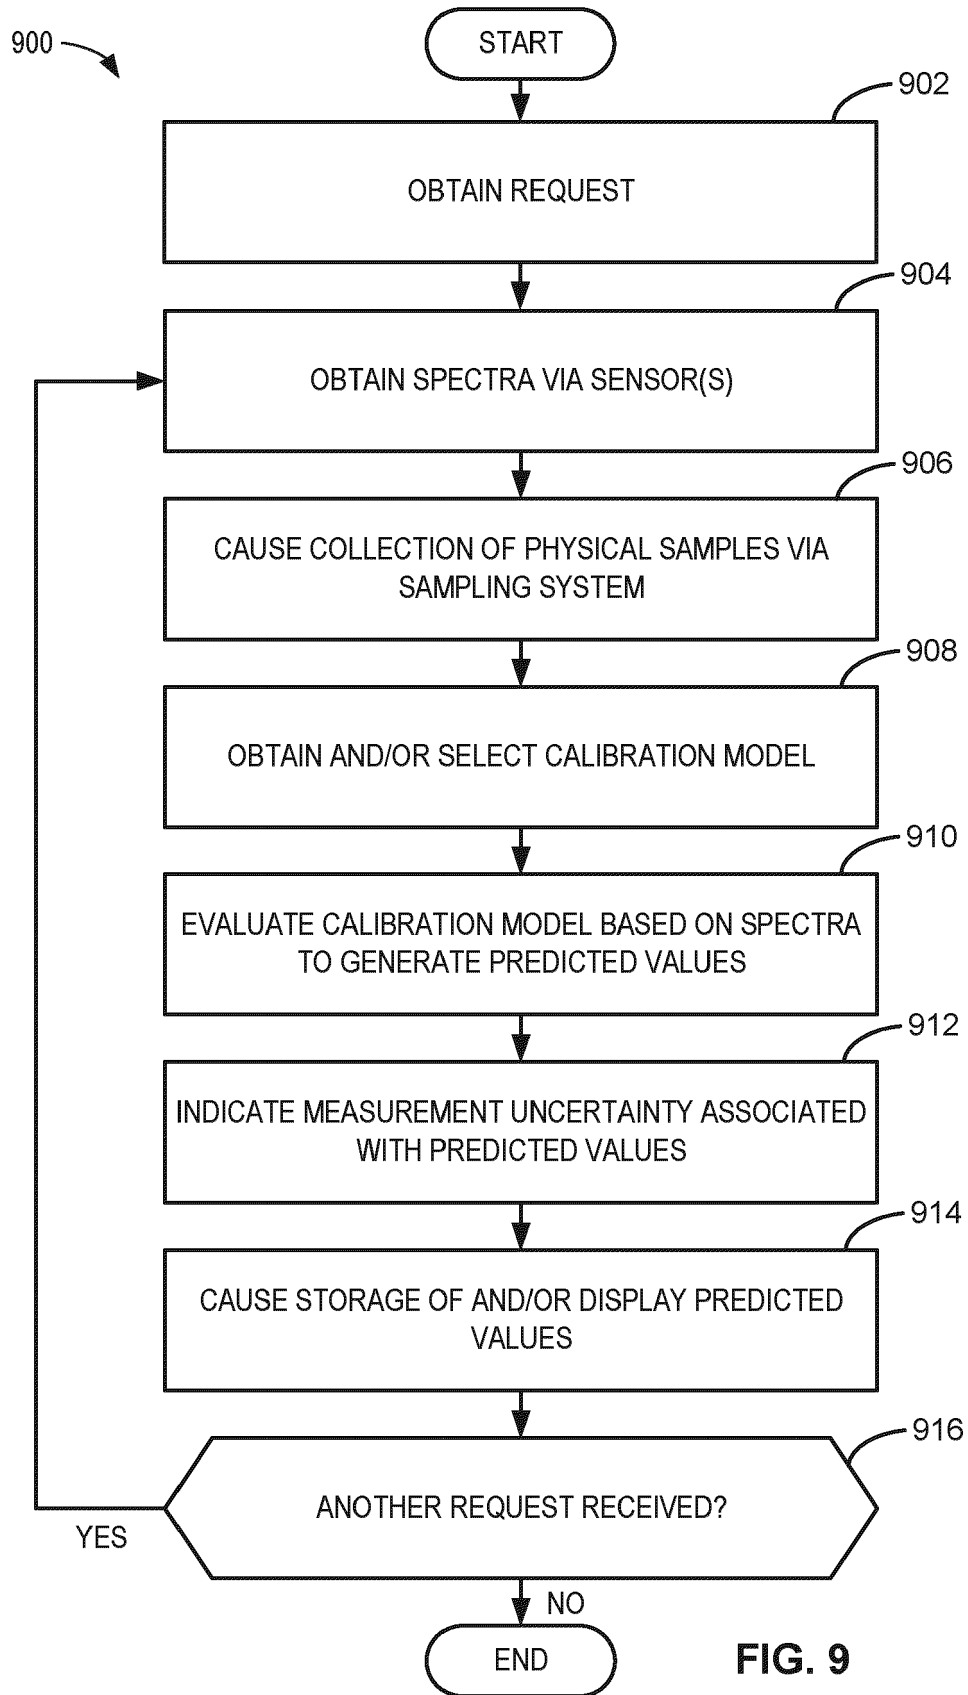 900
START
902
OBTAIN REQUEST
904
OBTAIN SPECTRA VIA SENSOR(S)
906
CAUSE COLLECTION OF PHYSICAL SAMPLES VIA
SAMPLING SYSTEM
908
OBTAIN AND/OR SELECT CALIBRATION MODEL
910
EVALUATE CALIBRATION MODEL BASED ON SPECTRA
TO GENERATE PREDICTED VALUES
912
INDICATE MEASUREMENT UNCERTAINTY ASSOCIATED
WITH PREDICTED VALUES
914
CAUSE STORAGE OF AND/OR DISPLAY PREDICTED
VALUES
916
ANOTHER REQUEST RECEIVED?
YES
NO
END
FIG. 9